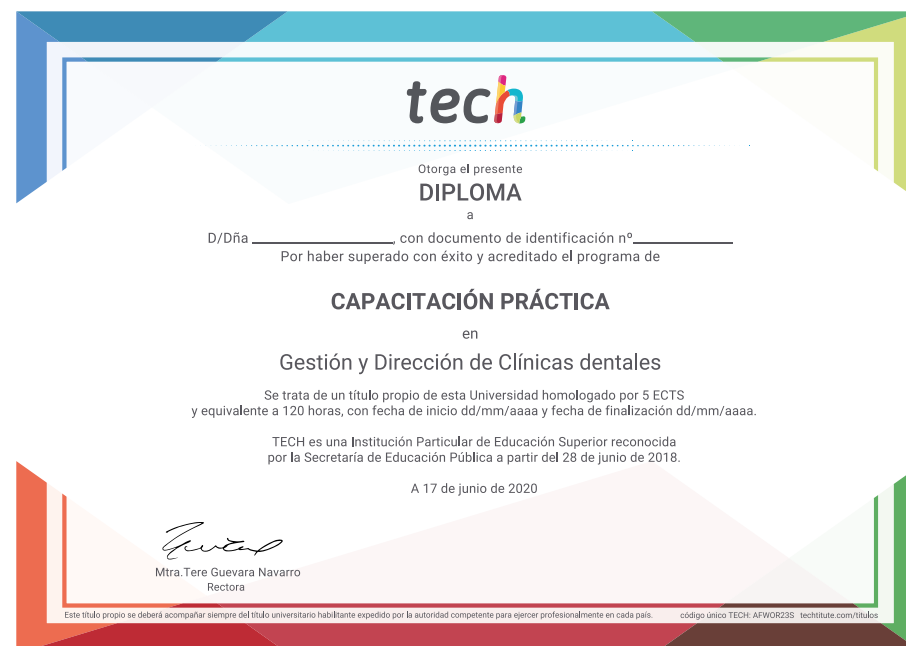 tech
Otorga el presente
DIPLOMA
a
D/Dña ____________________, con documento de identificación nº______________
Por haber superado con éxito y acreditado el programa de
CAPACITACIÓN PRÁCTICA
en
Gestión y Dirección de Clínicas dentales
Se trata de un título propio de esta Universidad homologado por 5 ECTS
y equivalente a 120 horas, con fecha de inicio dd/mm/aaaa y fecha de finalización dd/mm/aaaa.
TECH es una Institución Particular de Educación Superior reconocida
por la Secretaría de Educación Pública a partir del 28 de junio de 2018.
A 17 de junio de 2020
Mtra.Tere Guevara Navarro
Rectora
Este título propio se deberá acompañar siempre del título universitario habilitante expedido por la autoridad competente para ejercer profesionalmente en cada país. código único TECH: AFWOR23S techtitute.com/titulos